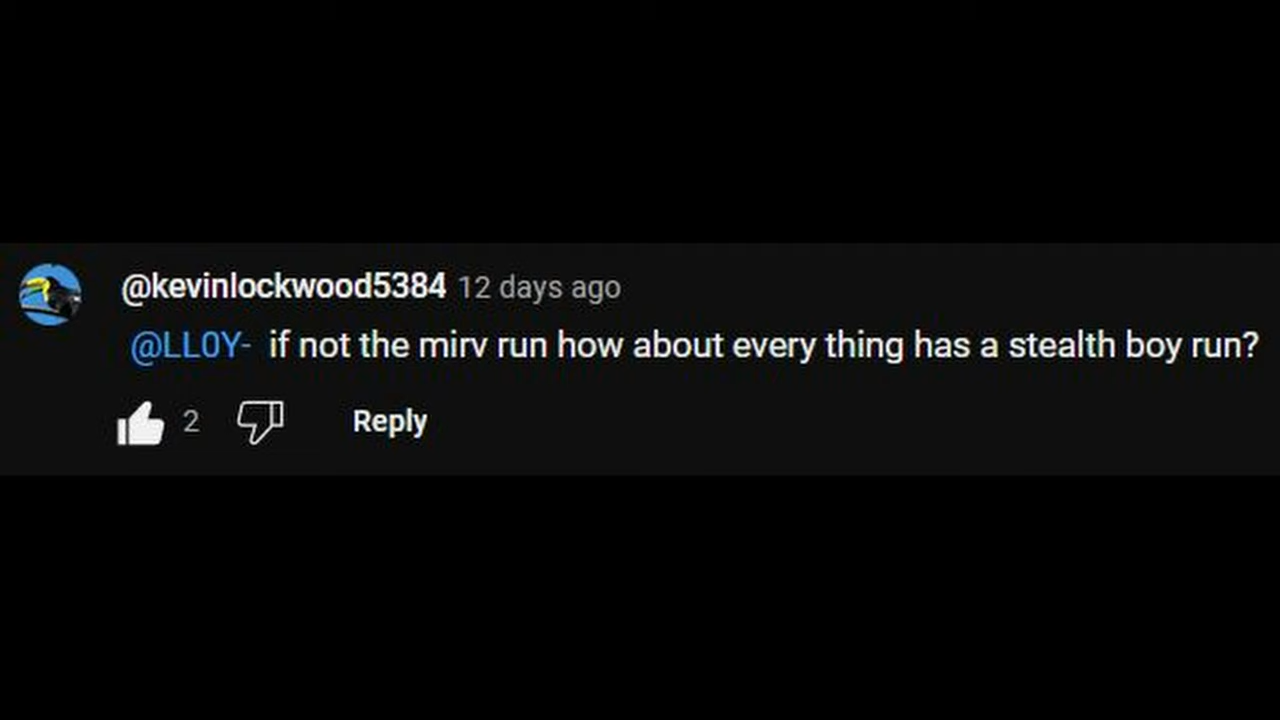 @kevinlockwood5384 12 days ago
@LL0Y- if not the mirv run how about every thing has a stealth boy run?
2 Reply